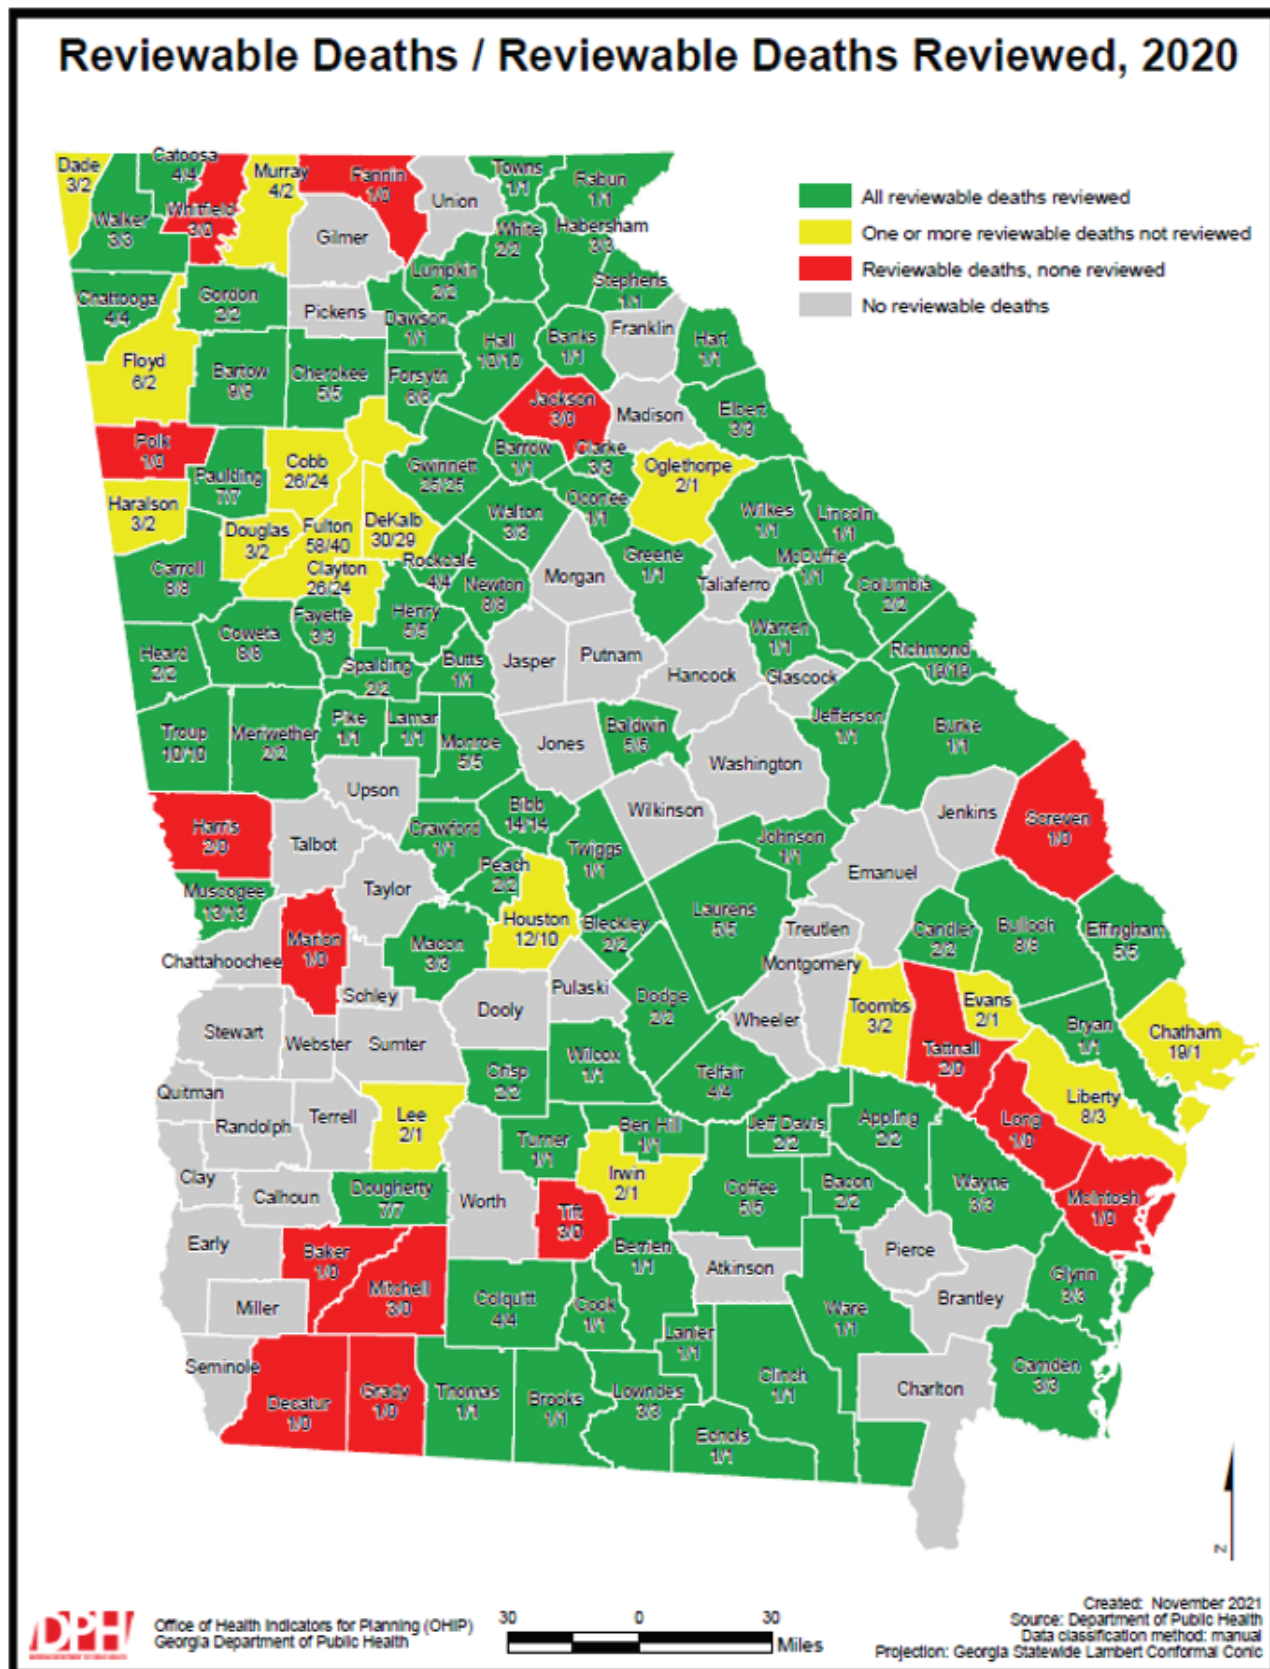 Reviewable Deaths / Reviewable Deaths Reviewed, 2020
All reviewable deaths reviewed
One or more reviewable deaths not reviewed
Reviewable deaths, none reviewed
No reviewable deaths
Dade
3/2
Catoosa
4/4
Walker
3/3
Whitfield
3/0
Murray
4/2
Fannin
1/0
Gilmer
Union
Towns
1/1
Rabun
1/1
White
2/2
Habersham
3/3
Lumpkin
2/2
Stephens
1/1
Chattooga
4/4
Gordon
2/2
Pickens
Dawson
1/1
Hall
10/10
Banks
1/1
Franklin
Hart
1/1
Floyd
6/2
Bartow
9/9
Cherokee
5/5
Forsyth
6/6
Jackson
3/0
Madison
Elbert
3/3
Polk
1/0
Paulding
7/7
Cobb
26/24
Gwinnett
25/25
Barrow
1/1
Clarke
3/3
Oglethorpe
2/1
Haralson
3/2
Douglas
3/2
Fulton
58/40
DeKalb
30/29
Walton
3/3
Oconee
1/1
Wilkes
1/1
Lincoln
1/1
Carroll
8/8
Clayton
26/24
Rockdale
4/4
Newton
8/8
Morgan
Greene
1/1
Taliaferro
McDuffie
1/1
Columbia
2/2
Heard
2/2
Coweta
8/8
Fayette
3/3
Henry
5/5
Spalding
2/2
Butts
1/1
Jasper
Putnam
Hancock
Warren
1/1
Glascock
Richmond
19/19
Troup
10/10
Meriwether
2/2
Pike
1/1
Lamar
1/1
Monroe
5/5
Jones
Baldwin
5/5
Washington
Jefferson
1/1
Burke
1/1
Upson
Harris
2/0
Talbot
Crawford
1/1
Bibb
14/14
Twiggs
1/1
Wilkinson
Johnson
1/1
Emanuel
Jenkins
Screven
1/0
Muscogee
13/13
Taylor
Peach
2/2
Houston
12/10
Bleckley
2/2
Laurens
5/5
Treutlen
Candler
2/2
Bulloch
8/8
Effingham
5/5
Chattahoochee
Marion
1/0
Macon
3/3
Schley
Dooly
Pulaski
Dodge
2/2
Montgomery
Wheeler
Toombs
3/2
Tattnall
2/0
Evans
2/1
Bryan
1/1
Chatham
19/1
Stewart
Webster
Sumter
Crisp
2/2
Wilcox
1/1
Telfair
4/4
Liberty
8/3
Quitman
Randolph
Terrell
Lee
2/1
Turner
1/1
Ben Hill
1/1
Jeff Davis
2/2
Appling
2/2
Long
1/0
Clay
Calhoun
Dougherty
7/7
Worth
Tift
3/0
Irwin
2/1
Coffee
5/5
Bacon
2/2
Wayne
3/3
McIntosh
1/0
Early
Baker
1/0
Mitchell
3/0
Miller
Colquitt
4/4
Cook
1/1
Berrien
1/1
Atkinson
Pierce
Ware
1/1
Brantley
Glynn
3/3
Seminole
Decatur
1/0
Grady
1/0
Thomas
1/1
Brooks
1/1
Lowndes
3/3
Lanier
1/1
Echols
1/1
Clinch
1/1
Charlton
Camden
3/3
N
DPH
Office of Health Indicators for Planning (OHIP)
Georgia Department of Public Health
30 0 30
Miles
Created: November 2021
Source: Department of Public Health
Data classification method: manual
Projection: Georgia Statewide Lambert Conformal Conic